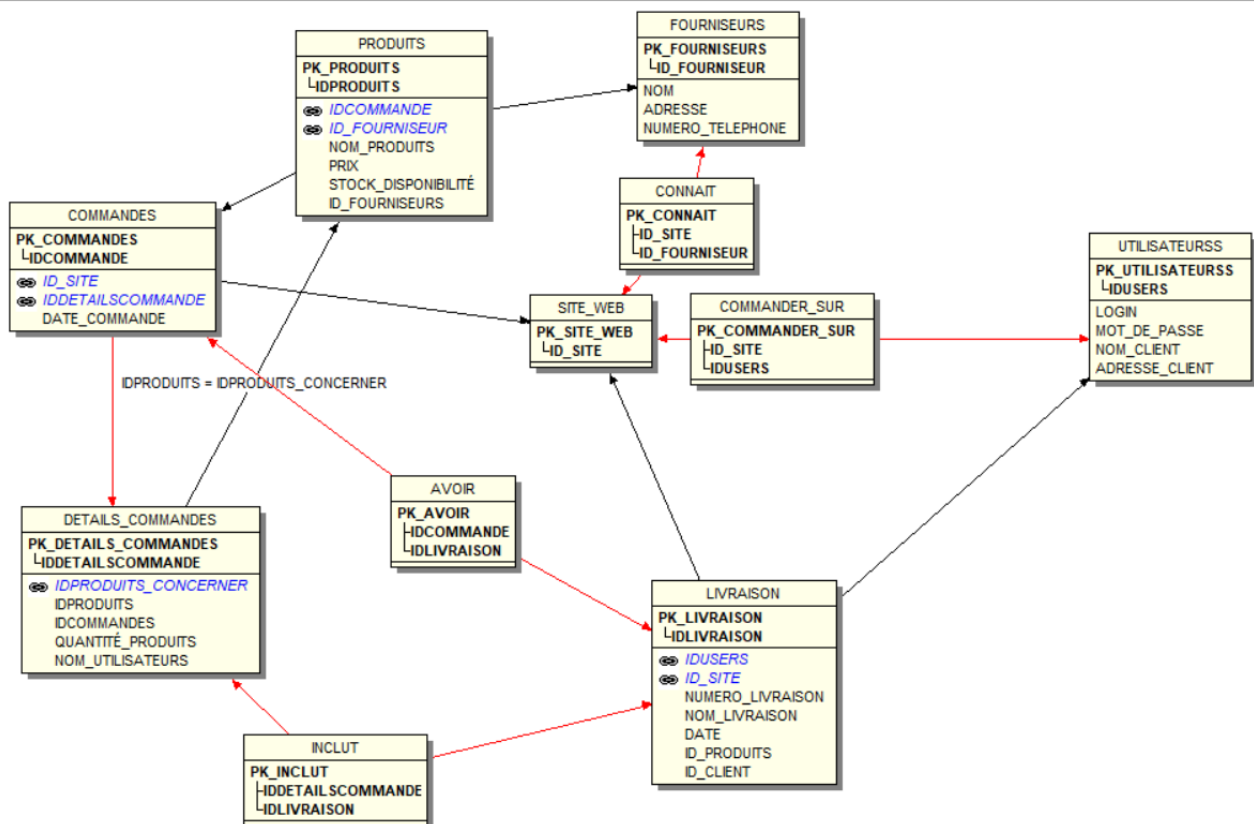 FOURNISEURS
PK_FOURNISEURS
ID_FOURNISEUR
NOM
ADRESSE
NUMERO_TELEPHONE
PRODUITS
PK_PRODUITS
IDPRODUITS
IDCOMMANDE
ID_FOURNISEUR
NOM_PRODUITS
PRIX
STOCK_DISPONIBILITÉ
ID_FOURNISEURS
CONNAIT
PK_CONNAIT
ID_SITE
ID_FOURNISEUR
COMMANDES
PK_COMMANDES
IDCOMMANDE
ID_SITE
IDDETAILSCOMMANDE
DATE_COMMANDE
UTILISATEURSS
PK_UTILISATEURSS
IDUSERS
LOGIN
MOT_DE_PASSE
NOM_CLIENT
ADRESSE_CLIENT
SITE_WEB
PK_SITE_WEB
ID_SITE
COMMANDER_SUR
PK_COMMANDER_SUR
ID_SITE
IDUSERS
IDPRODUITS = IDPRODUITS_CONCERNER
AVOIR
PK_AVOIR
IDCOMMANDE
IDLIVRAISON
DETAILS_COMMANDES
PK_DETAILS_COMMANDES
IDDETAILSCOMMANDE
IDPRODUITS_CONCERNER
IDPRODUITS
IDCOMMANDES
QUANTITÉ_PRODUITS
NOM_UTILISATEURS
LIVRAISON
PK_LIVRAISON
IDLIVRAISON
IDUSERS
ID_SITE
NUMERO_LIVRAISON
NOM_LIVRAISON
DATE
ID_PRODUITS
ID_CLIENT
INCLUT
PK_INCLUT
IDDETAILSCOMMANDE
IDLIVRAISON